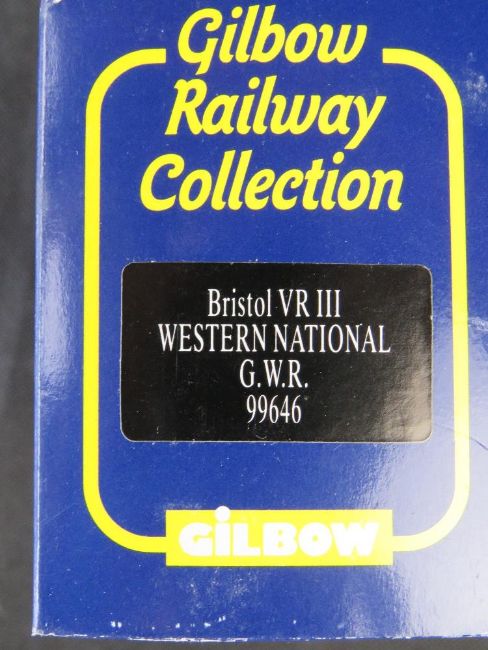 Gilbow
Railway
Collection
Bristol VR III
WESTERN NATIONAL
G.W.R.
99646
GiLBOW